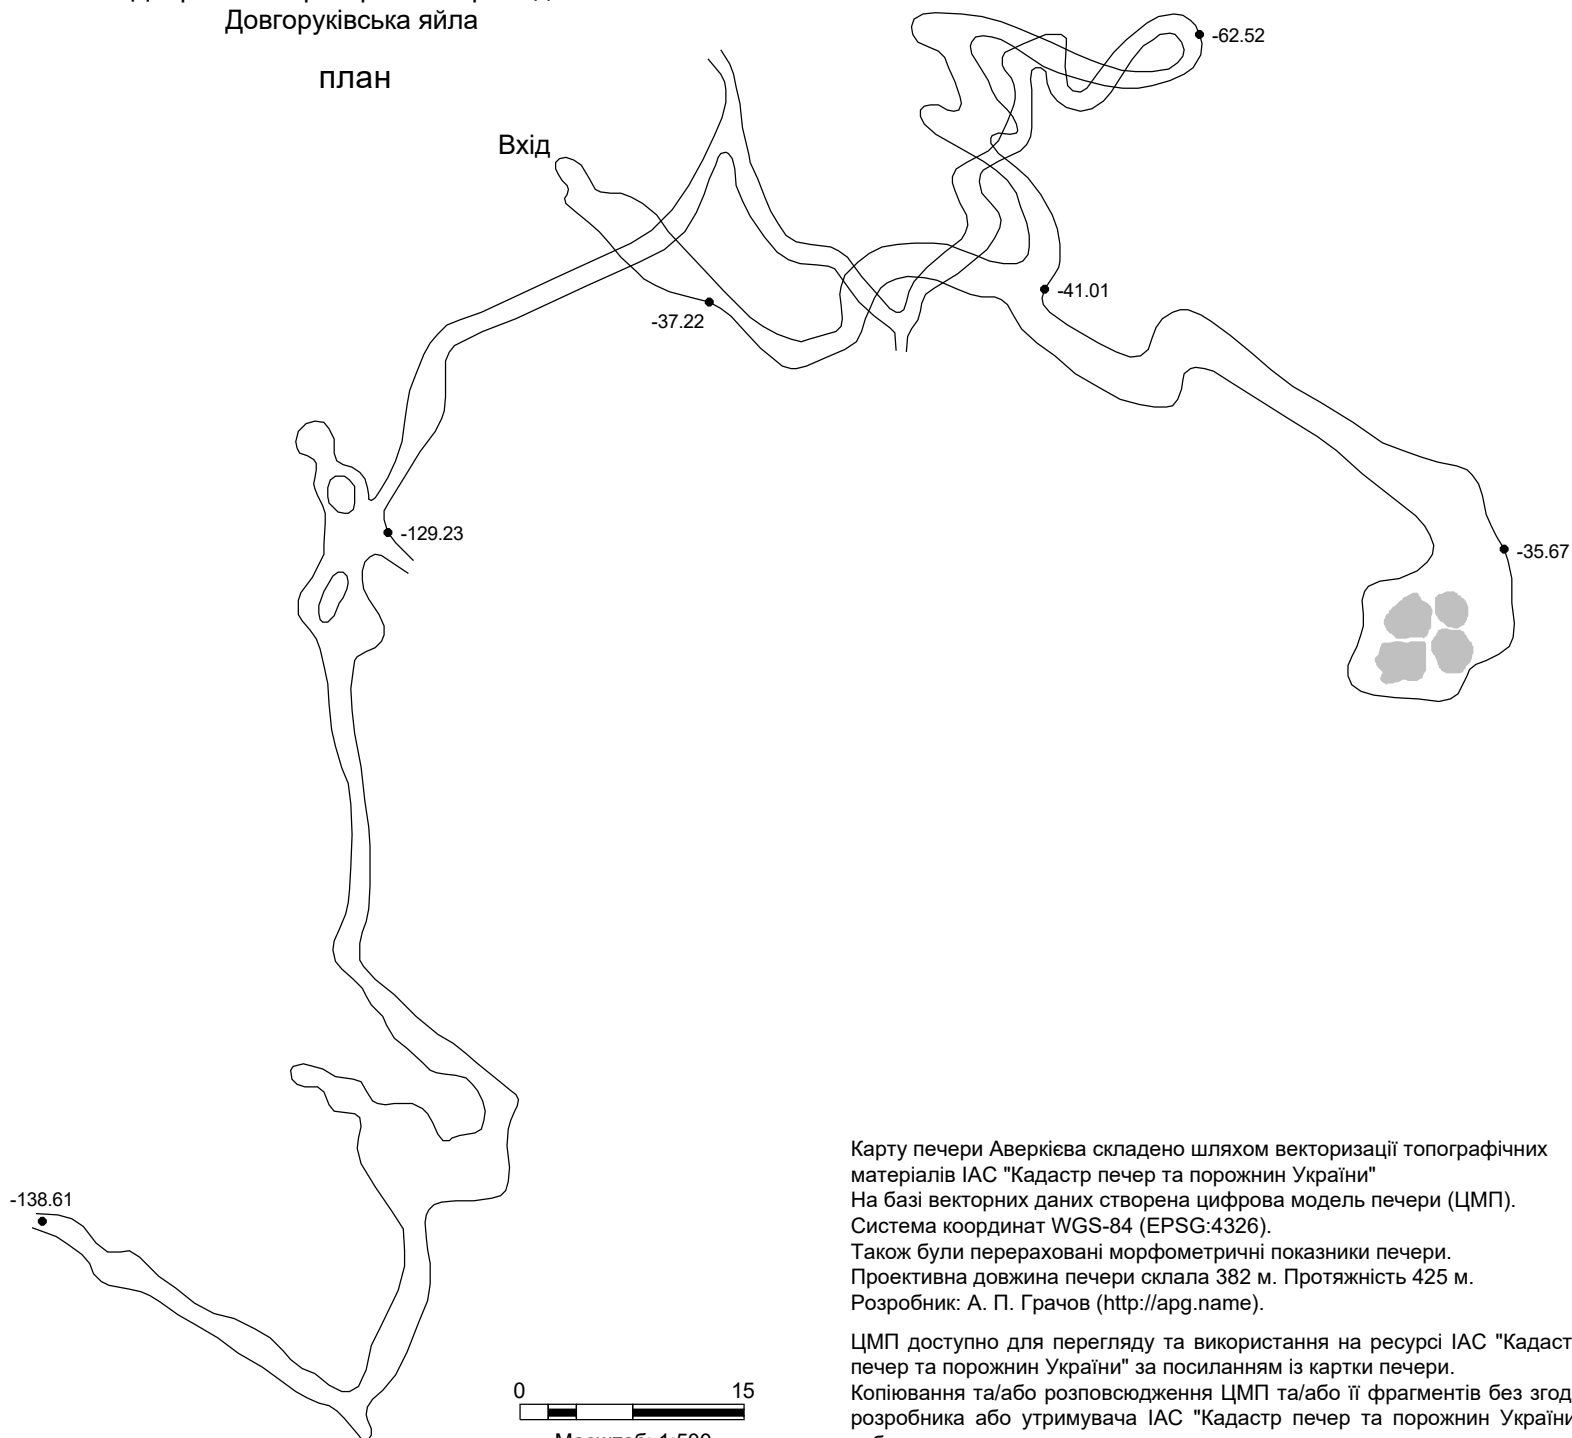 Довгоруківська яйла
план
Вхід
-62.52
-41.01
-37.22
-129.23
-35.67
-138.61
Карту печери Аверкієва складено шляхом векторизації топографічних
матеріалів ІАС "Кадастр печер та порожнин України"
На базі векторних даних створена цифрова модель печери (ЦМП).
Система координат WGS-84 (EPSG:4326).
Також були перераховані морфометричні показники печери.
Проективна довжина печери склала 382 м. Протяжність 425 м.
Розробник: А. П. Грачов (http://apg.name).
ЦМП доступно для перегляду та використання на ресурсі ІАС "Кадаст
печер та порожнин України" за посиланням із картки печери.
Копіювання та/або розповсюдження ЦМП та/або її фрагментів без згод
розробника або утримувача ІАС "Кадастр печер та порожнин України
0 15
Масштаб: 1:500